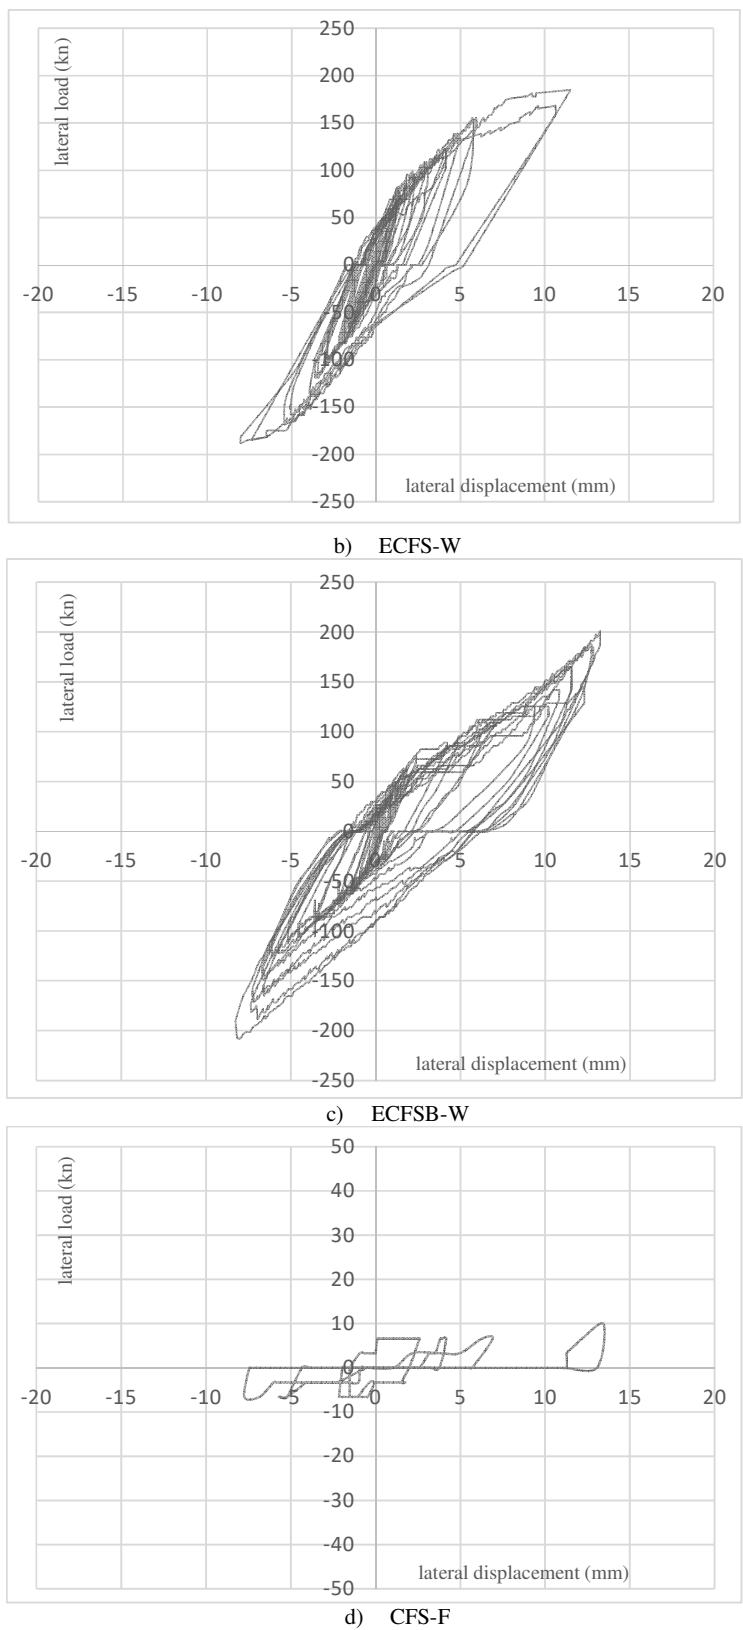 250
200
150
100
50
0
-20 -15 -10 -5 0 5 10 15 20
-50
-100
-150
-200
-250
lateral load (kn)
lateral displacement (mm)
b) ECFS-W
250
200
150
100
50
0
-20 -15 -10 -5 0 5 10 15 20
-50
-100
-150
-200
-250
lateral load (kn)
lateral displacement (mm)
c) ECFSB-W
50
40
30
20
10
0
-20 -15 -10 -5 0 5 10 15 20
-10
-20
-30
-40
-50
lateral load (kn)
lateral displacement (mm)
d) CFS-F